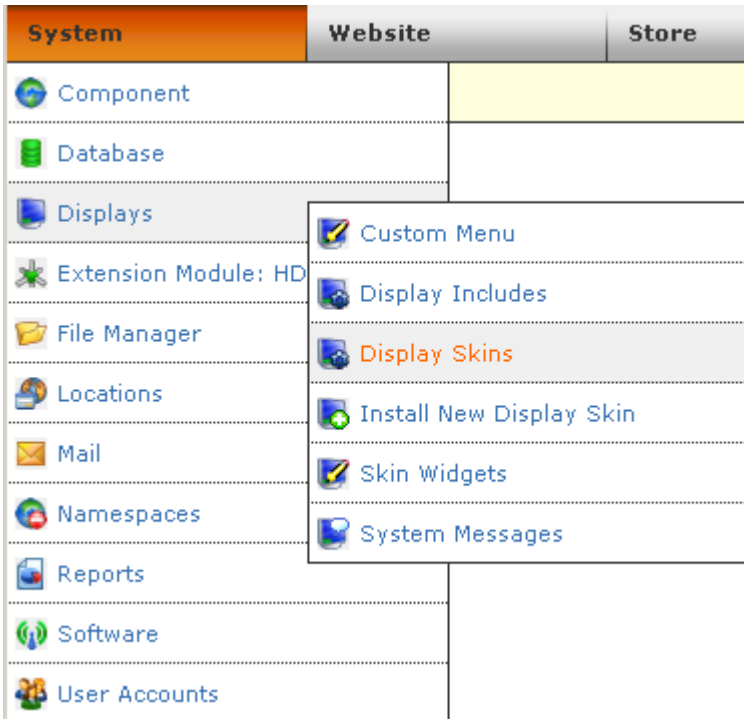 System
Website
Store
Component
Database
Displays
Extension Module: HD
File Manager
Locations
Mail
Namespaces
Reports
Software
User Accounts
Custom Menu
Display Includes
Display Skins
Install New Display Skin
Skin Widgets
System Messages